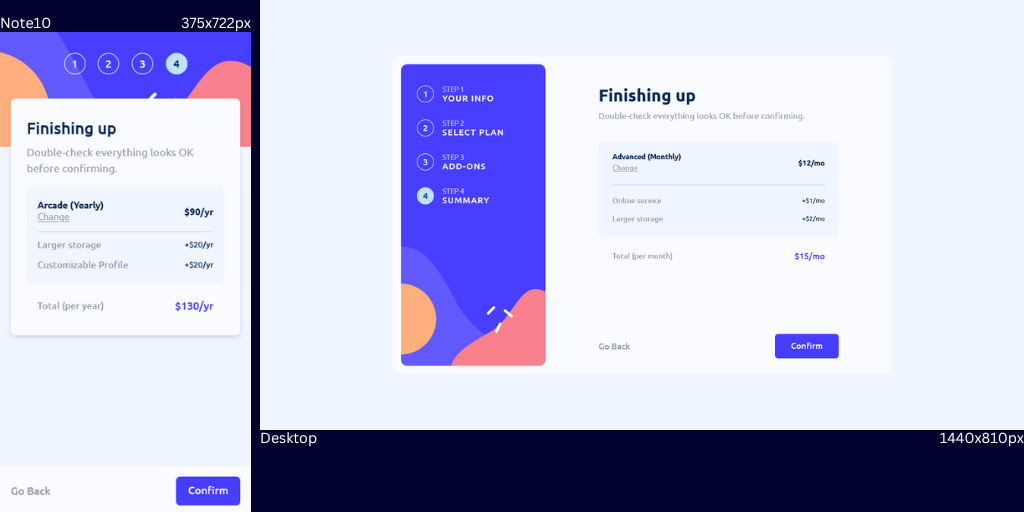 Note10 375x722px
1 2 3 4
Finishing up
Double-check everything looks OK
before confirming.
Arcade (Yearly)
Change
$90/yr
Larger storage +$20/yr
Customizable Profile +$20/yr
Total (per year) $130/yr
Go Back Confirm
1 STEP 1
YOUR INFO
2 STEP 2
SELECT PLAN
3 STEP 3
ADD-ONS
4 STEP 4
SUMMARY
Finishing up
Double-check everything looks OK before confirming.
Advanced (Monthly)
Change
$12/mo
Online service +$1/mo
Larger storage +$2/mo
Total (per month) $15/mo
Go Back Confirm
Desktop 1440x810px